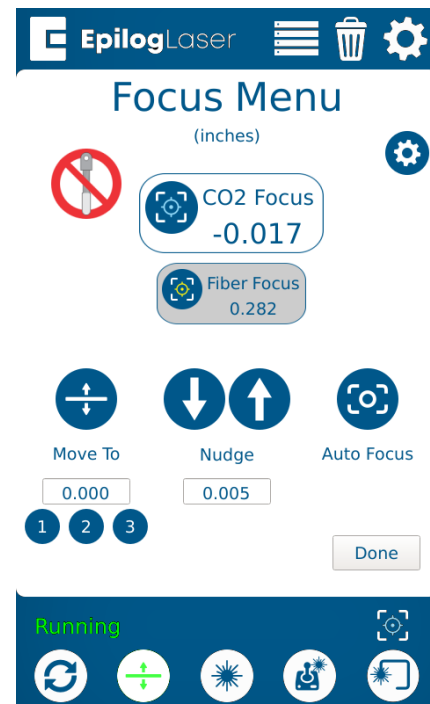 EpilogLaser
Focus Menu
(inches)
CO2 Focus
-0.017
Fiber Focus
0.282
Move To
Nudge
Auto Focus
0.000
0.005
1 2 3
Done
Running